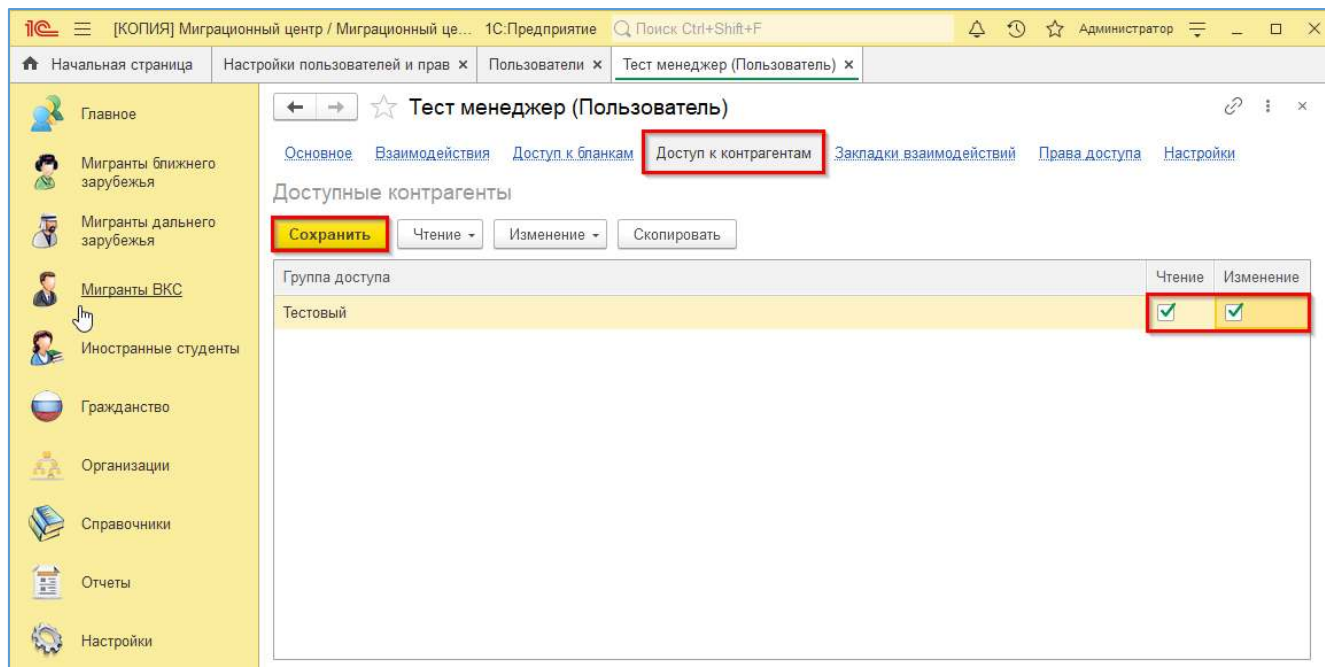 [КОПИЯ] Миграционный центр / Миграционный це... 1С:Предприятие Поиск Ctrl+Shift+F Администратор
Начальная страница Настройки пользователей и прав × Пользователи × Тест менеджер (Пользователь) ×
Главное
Мигранты ближнего
зарубежья
Мигранты дальнего
зарубежья
Мигранты ВКС
Иностранные студенты
Гражданство
Организации
Справочники
Отчеты
Настройки
Тест менеджер (Пользователь)
Основное Взаимодействия Доступ к бланкам Доступ к контрагентам Закладки взаимодействий Права доступа Настройки
Доступные контрагенты
Сохранить Чтение Изменение Скопировать
Группа доступа Чтение Изменение
Тестовый